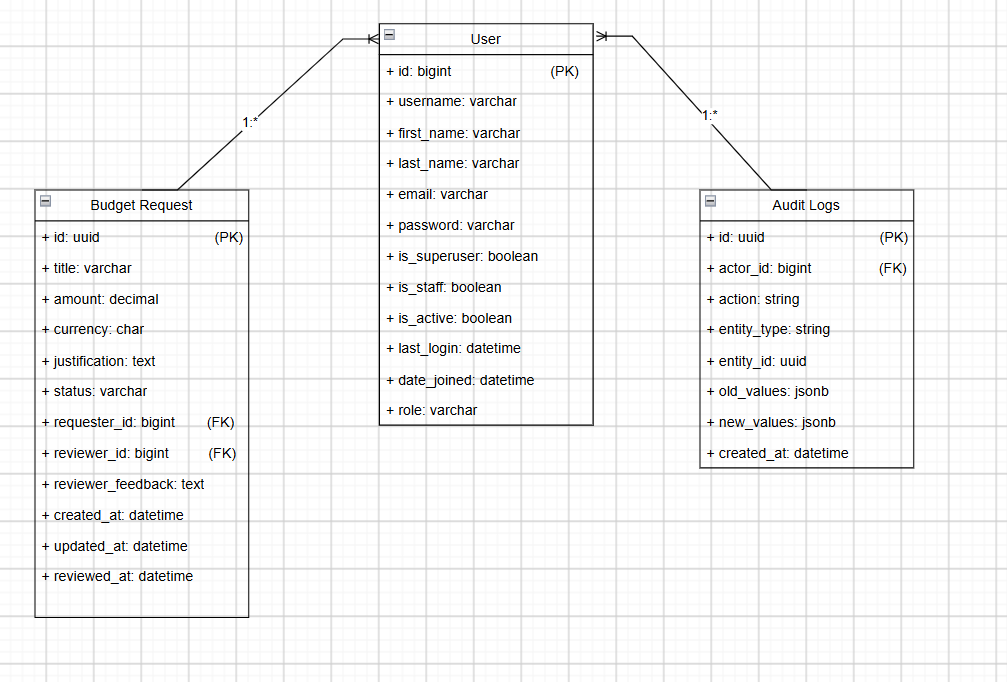 User
+ id: bigint (PK)
+ username: varchar
+ first_name: varchar
+ last_name: varchar
+ email: varchar
+ password: varchar
+ is_superuser: boolean
+ is_staff: boolean
+ is_active: boolean
+ last_login: datetime
+ date_joined: datetime
+ role: varchar
1:*
1:*
Budget Request
+ id: uuid (PK)
+ title: varchar
+ amount: decimal
+ currency: char
+ justification: text
+ status: varchar
+ requester_id: bigint (FK)
+ reviewer_id: bigint (FK)
+ reviewer_feedback: text
+ created_at: datetime
+ updated_at: datetime
+ reviewed_at: datetime
Audit Logs
+ id: uuid (PK)
+ actor_id: bigint (FK)
+ action: string
+ entity_type: string
+ entity_id: uuid
+ old_values: jsonb
+ new_values: jsonb
+ created_at: datetime